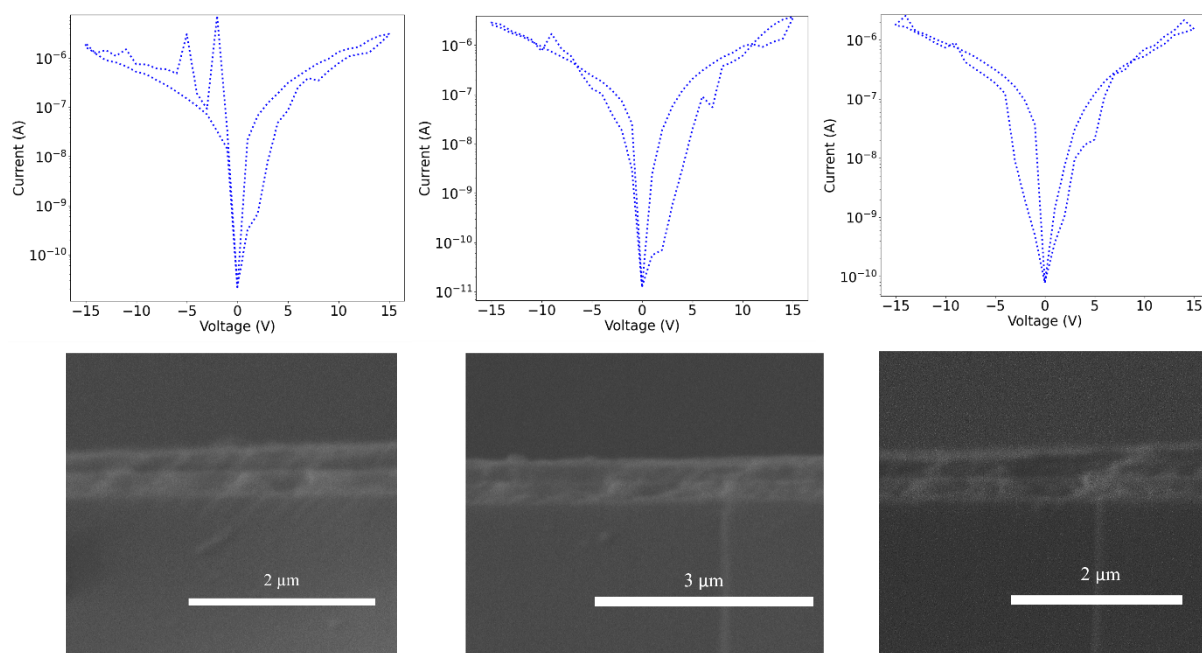 10⁻⁶
10⁻⁷
10⁻⁸
10⁻⁹
10⁻¹⁰
Current (A)
−15 −10 −5 0 5 10 15
Voltage (V)
10⁻⁶
10⁻⁷
10⁻⁸
10⁻⁹
10⁻¹⁰
10⁻¹¹
Current (A)
−15 −10 −5 0 5 10 15
Voltage (V)
10⁻⁶
10⁻⁷
10⁻⁸
10⁻⁹
10⁻¹⁰
Current (A)
−15 −10 −5 0 5 10 15
Voltage (V)
2 µm
3 µm
2 µm